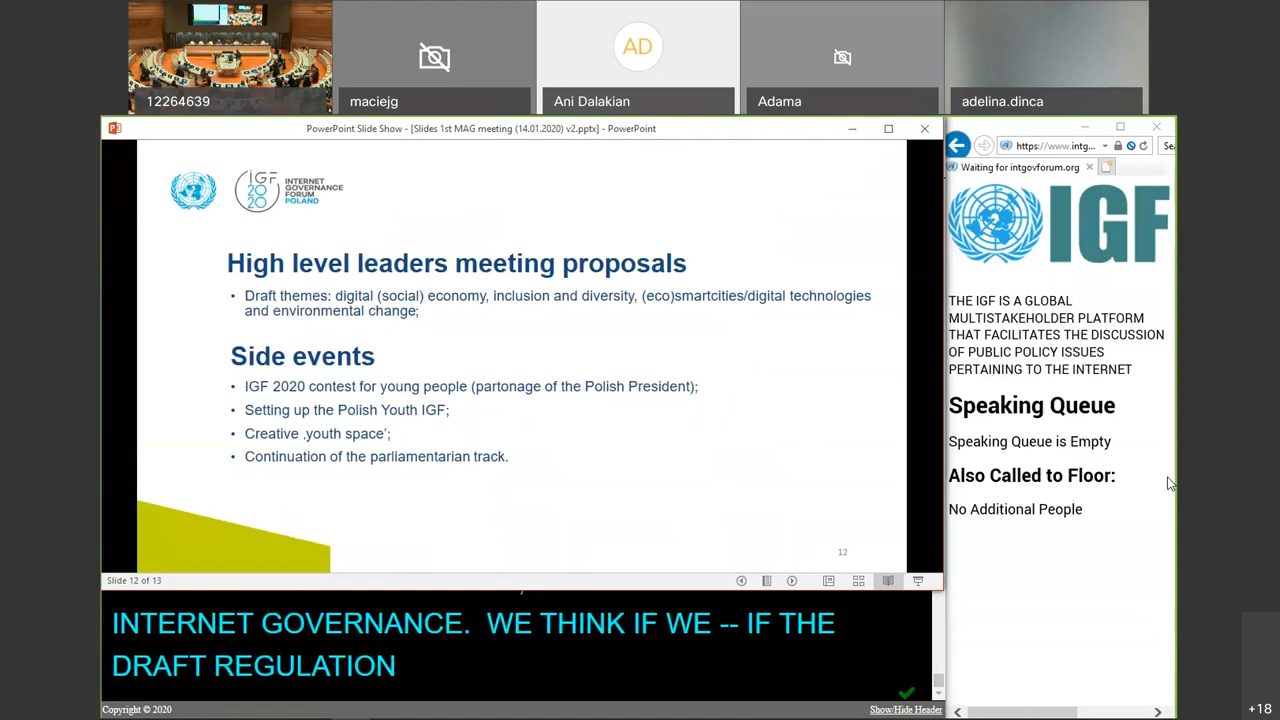 12264639
maciejg
AD
Ani Dalakian
Adama
adelina.dinca
PowerPoint Slide Show - [Slides 1st MAG meeting (14.01.2020) v2.pptx] - PowerPoint
IGF
20
20
INTERNET
GOVERNANCE
FORUM
POLAND
High level leaders meeting proposals
• Draft themes: digital (social) economy, inclusion and diversity, (eco)smartcities/digital technologies
and environmental change;
Side events
• IGF 2020 contest for young people (partonage of the Polish President);
• Setting up the Polish Youth IGF;
• Creative ‚youth space’;
• Continuation of the parliamentarian track.
12
Slide 12 of 13
INTERNET GOVERNANCE. WE THINK IF WE -- IF THE
DRAFT REGULATION
Copyright © 2020
Show/Hide Header
https://www.intg...
Waiting for intgovforum.org
IGF
THE IGF IS A GLOBAL
MULTISTAKEHOLDER PLATFORM
THAT FACILITATES THE DISCUSSION
OF PUBLIC POLICY ISSUES
PERTAINING TO THE INTERNET
Speaking Queue
Speaking Queue is Empty
Also Called to Floor:
No Additional People
+18